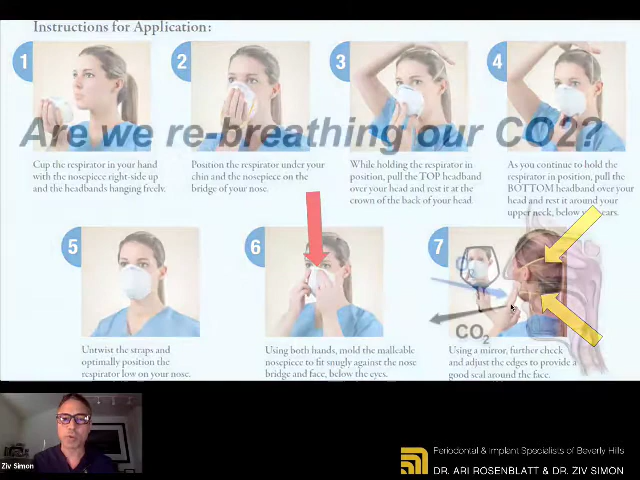 Instructions for Application:
1
2
3
4
Are we re-breathing our CO2?
Cup the respirator in your hand
with the nosepiece right-side up
and the headbands hanging freely.
Position the respirator under your
chin and the nosepiece on the
bridge of your nose.
While holding the respirator in
position, pull the TOP headband
over your head and rest it at the
crown of the back of your head.
As you continue to hold the
respirator in position, pull the
BOTTOM headband over your
head and rest it around your
upper neck, below your ears.
5
6
7
CO2
Untwist the straps and
optimally position the
respirator low on your nose.
Using both hands, mold the malleable
nosepiece to fit snugly against the nose
bridge and face, below the eyes.
Using a mirror, further check
and adjust the edges to provide a
good seal around the face.
Ziv Simon
Periodontal & Implant Specialists of Beverly Hills
DR. ARI ROSENBLATT & DR. ZIV SIMON